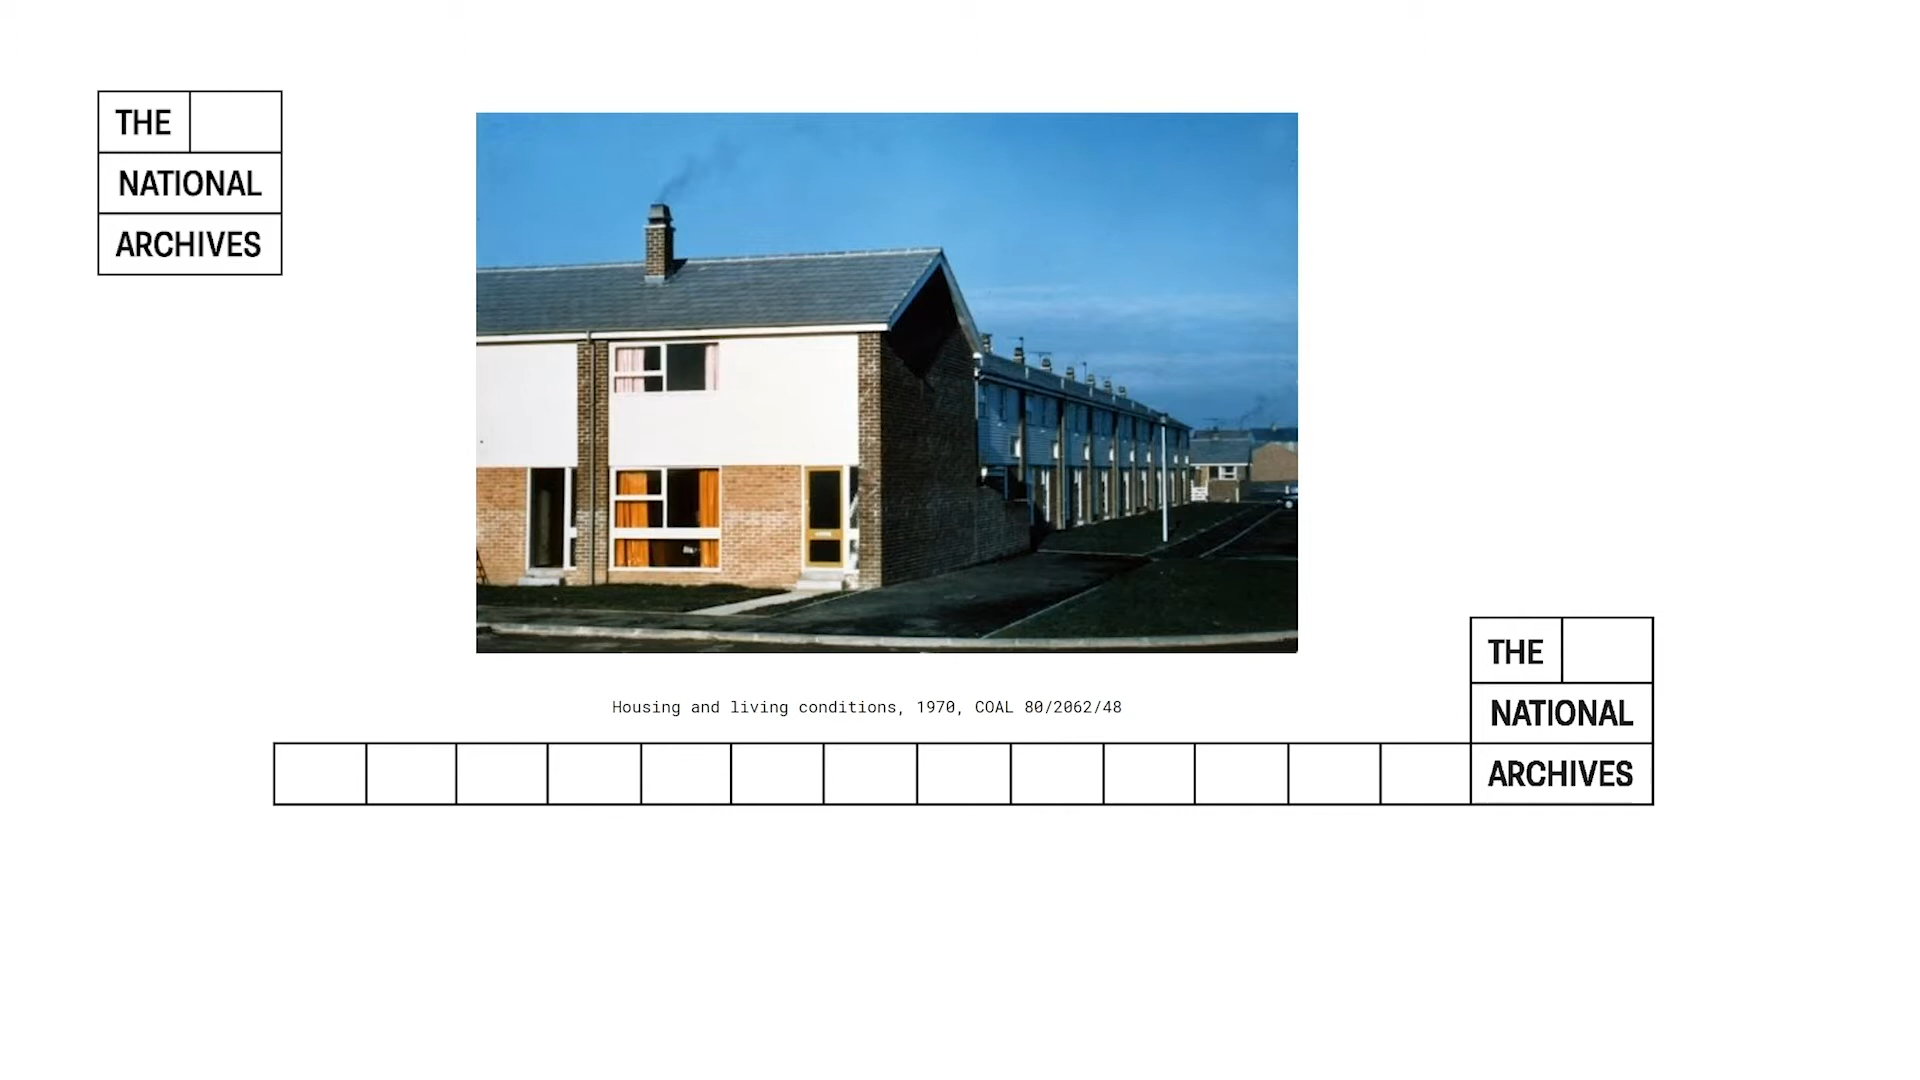 THE
NATIONAL
ARCHIVES
Housing and living conditions, 1970, COAL 80/2062/48
THE
NATIONAL
ARCHIVES